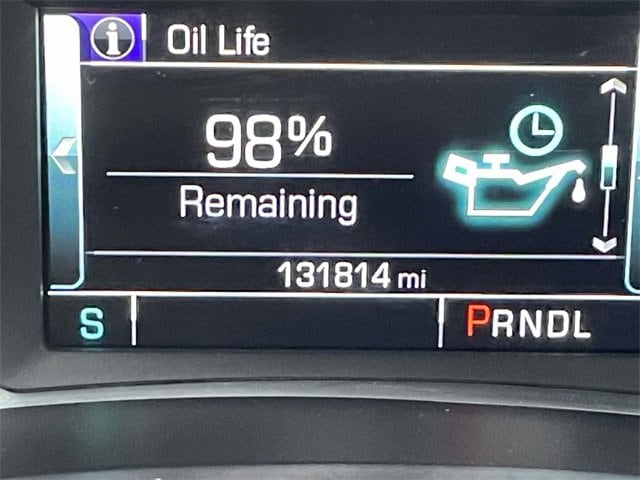 i Oil Life
98%
Remaining
131814 mi
S PRNDL